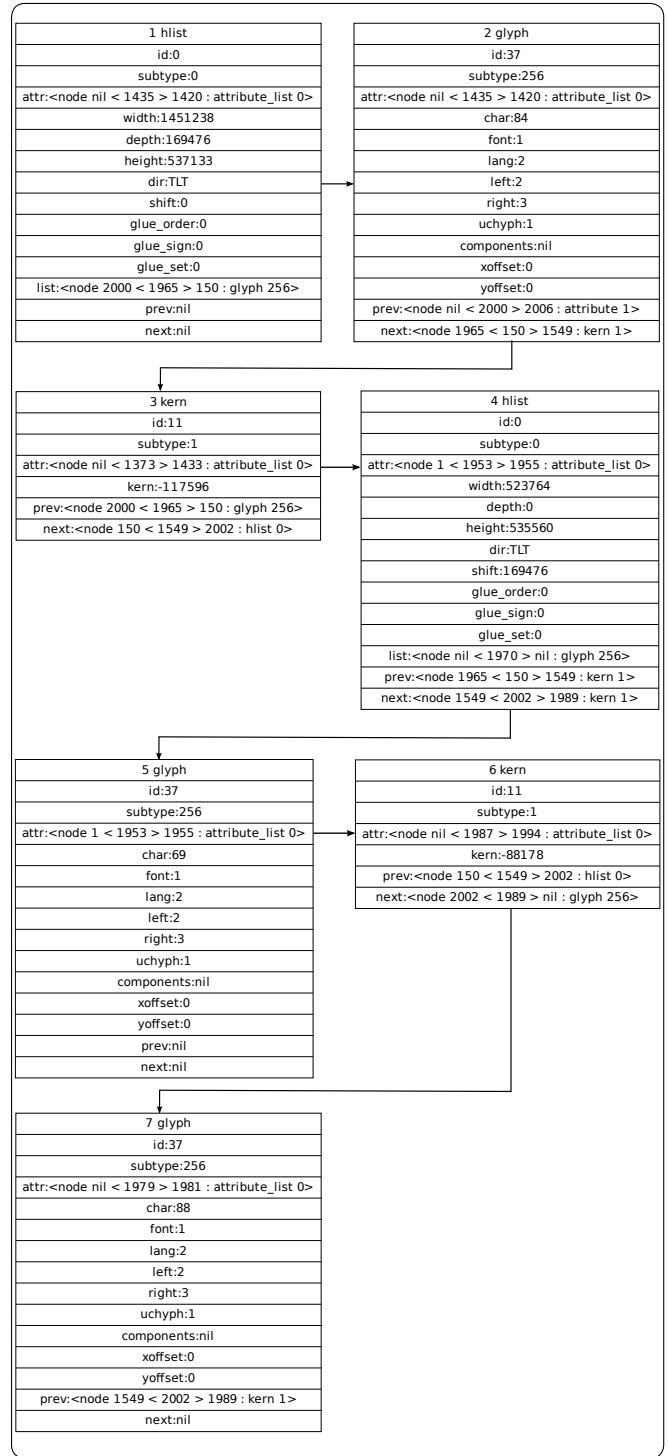 1 hlist
id:0
subtype:0
attr:<node nil < 1435 > 1420 : attribute_list 0>
width:1451238
depth:169476
height:537133
dir:TLT
shift:0
glue_order:0
glue_sign:0
glue_set:0
list:<node 2000 < 1965 > 150 : glyph 256>
prev:nil
next:nil
2 glyph
id:37
subtype:256
attr:<node nil < 1435 > 1420 : attribute_list 0>
char:84
font:1
lang:2
left:2
right:3
uchyph:1
components:nil
xoffset:0
yoffset:0
prev:<node nil < 2000 > 2006 : attribute 1>
next:<node 1965 < 150 > 1549 : kern 1>
3 kern
id:11
subtype:1
attr:<node nil < 1373 > 1433 : attribute_list 0>
kern:-117596
prev:<node 2000 < 1965 > 150 : glyph 256>
next:<node 150 < 1549 > 2002 : hlist 0>
4 hlist
id:0
subtype:0
attr:<node 1 < 1953 > 1955 : attribute_list 0>
width:523764
depth:0
height:535560
dir:TLT
shift:169476
glue_order:0
glue_sign:0
glue_set:0
list:<node nil < 1970 > nil : glyph 256>
prev:<node 1965 < 150 > 1549 : kern 1>
next:<node 1549 < 2002 > 1989 : kern 1>
5 glyph
id:37
subtype:256
attr:<node 1 < 1953 > 1955 : attribute_list 0>
char:69
font:1
lang:2
left:2
right:3
uchyph:1
components:nil
xoffset:0
yoffset:0
prev:nil
next:nil
6 kern
id:11
subtype:1
attr:<node nil < 1987 > 1994 : attribute_list 0>
kern:-88178
prev:<node 150 < 1549 > 2002 : hlist 0>
next:<node 2002 < 1989 > nil : glyph 256>
7 glyph
id:37
subtype:256
attr:<node nil < 1979 > 1981 : attribute_list 0>
char:88
font:1
lang:2
left:2
right:3
uchyph:1
components:nil
xoffset:0
yoffset:0
prev:<node 1549 < 2002 > 1989 : kern 1>
next:nil